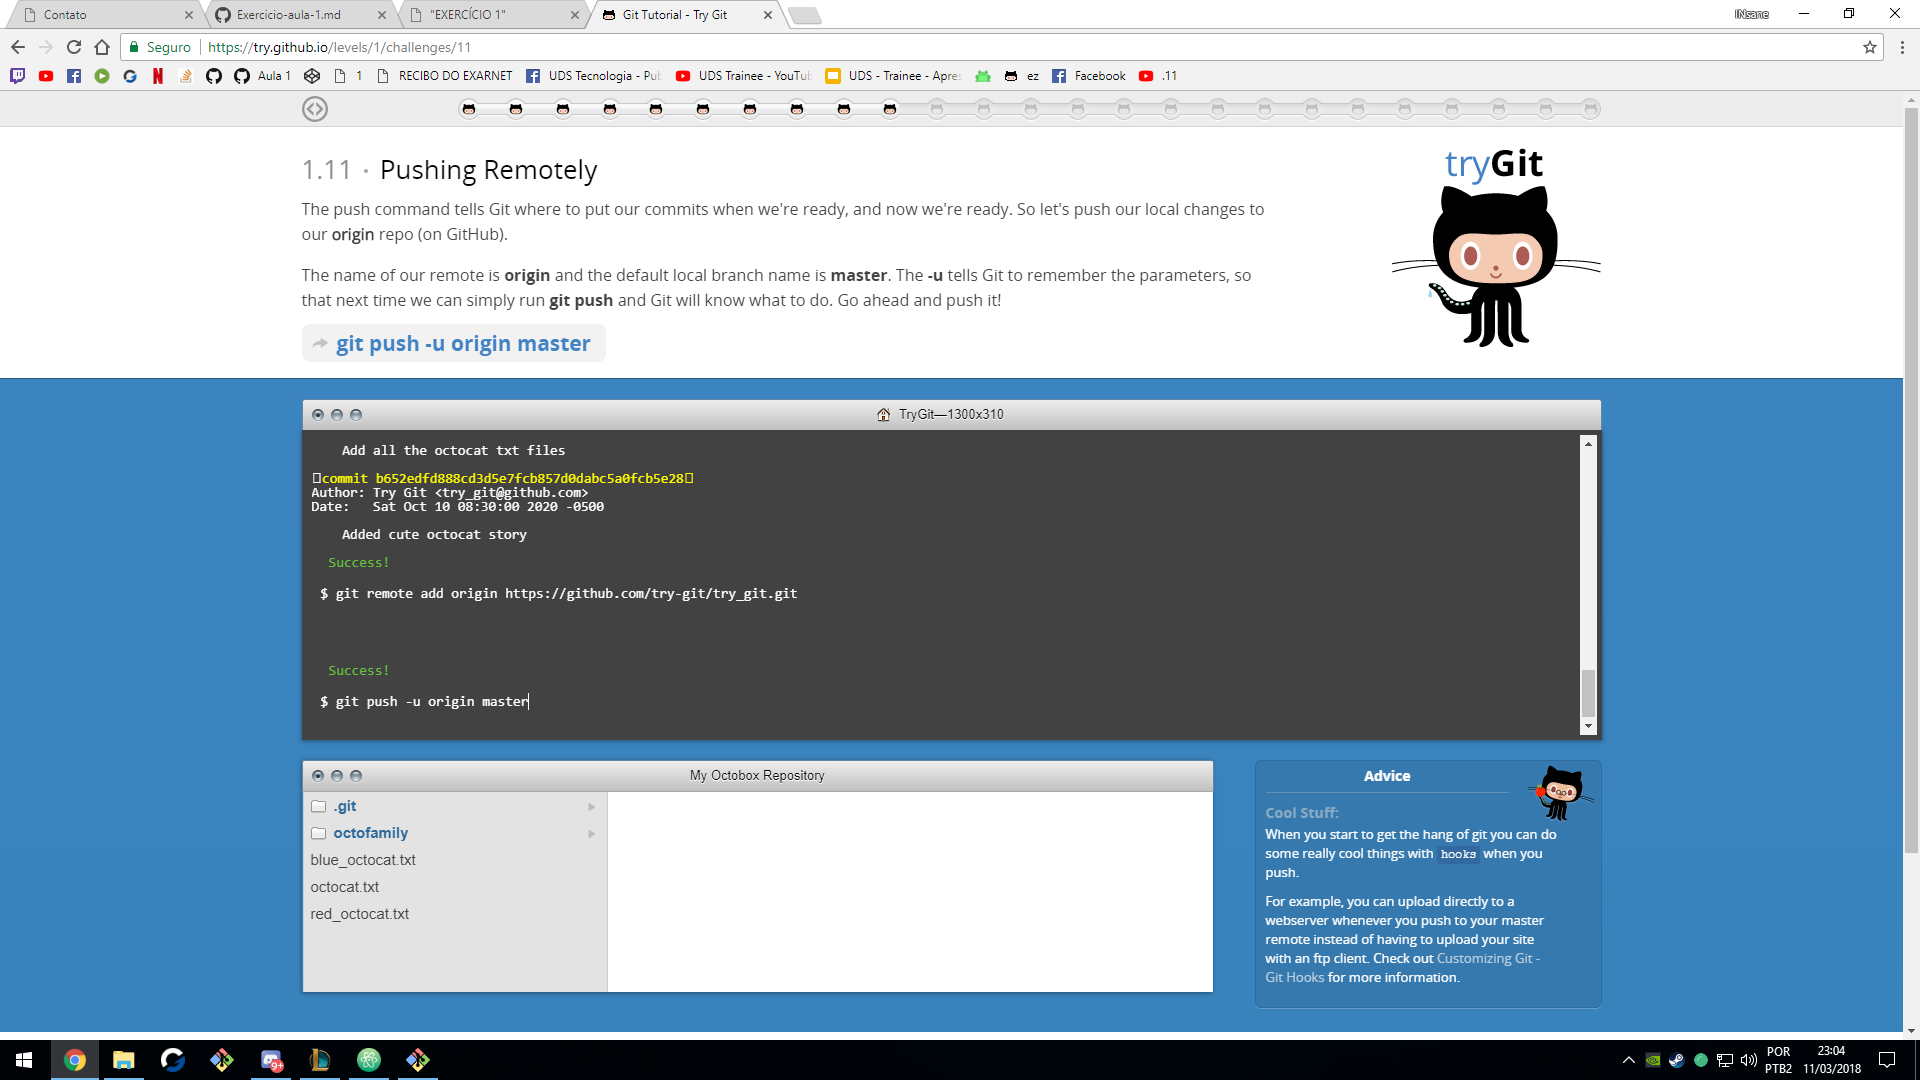 Contato
Exercicio-aula-1.md
"EXERCÍCIO 1"
Git Tutorial - Try Git
INsane
Seguro
https://try.github.io/levels/1/challenges/11
Aula 1
1
RECIBO DO EXARNET
UDS Tecnologia - Pub
UDS Trainee - YouTu
UDS - Trainee - Apres
ez
Facebook
.11
1.11 · Pushing Remotely
The push command tells Git where to put our commits when we're ready, and now we're ready. So let's push our local changes to
our origin repo (on GitHub).
The name of our remote is origin and the default local branch name is master. The -u tells Git to remember the parameters, so
that next time we can simply run git push and Git will know what to do. Go ahead and push it!
git push -u origin master
tryGit
TryGit—1300x310
Add all the octocat txt files
commit b652edfd888cd3d5e7fcb857d0dabc5a0fcb5e28
Author: Try Git <try_git@github.com>
Date: Sat Oct 10 08:30:00 2020 -0500
Added cute octocat story
Success!
$ git remote add origin https://github.com/try-git/try_git.git
Success!
$ git push -u origin master
My Octobox Repository
.git
octofamily
blue_octocat.txt
octocat.txt
red_octocat.txt
Advice
Cool Stuff:
When you start to get the hang of git you can do
some really cool things with hooks when you
push.
For example, you can upload directly to a
webserver whenever you push to your master
remote instead of having to upload your site
with an ftp client. Check out Customizing Git -
Git Hooks for more information.
9+
POR
PTB2
23:04
11/03/2018